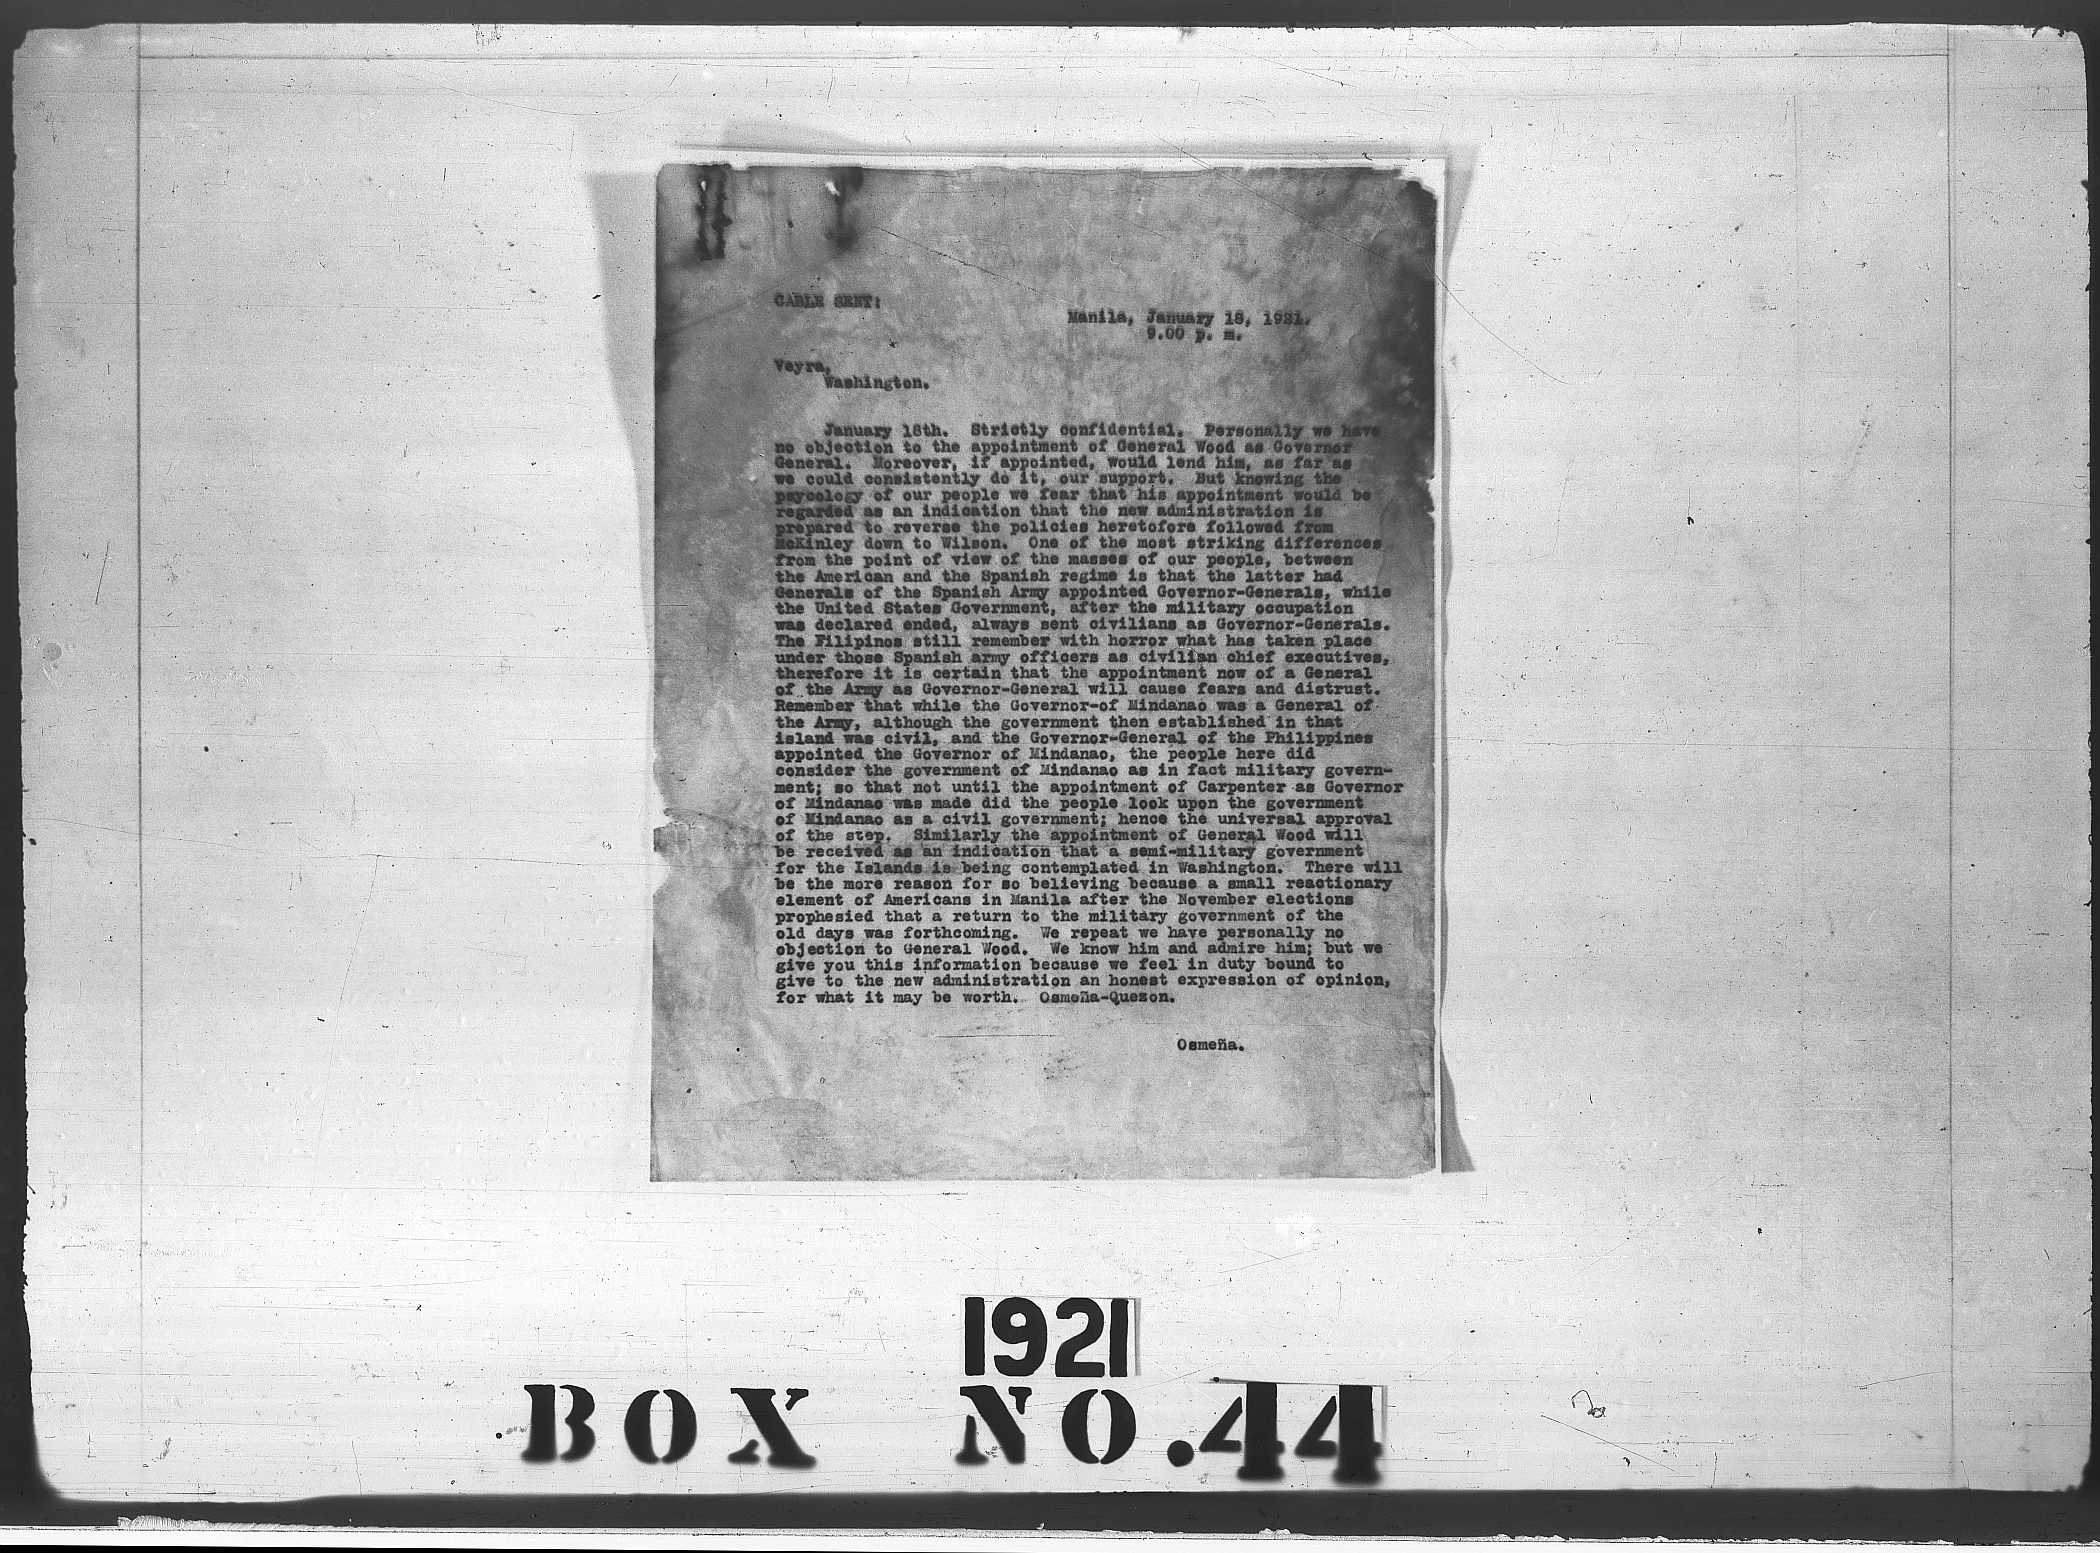 CABLE SENT:
Manila, January 18, 1921.
9.00 p. m.
Veyra,
Washington.
January 18th. Strictly confidential. Personally we have
no objection to the appointment of General Wood as Governor
General. Moreover, if appointed, would lend him, as far as
we could consistently do it, our support. But knowing the
psycology of our people we fear that his appointment would be
regarded as an indication that the new administration is
prepared to reverse the policies heretofore followed from
McKinley down to Wilson. One of the most striking differences
from the point of view of the masses of our people, between
the American and the Spanish regime is that the latter had
Generals of the Spanish Army appointed Governor-Generals, while
the United States Government, after the military occupation
was declared ended, always sent civilians as Governor-Generals.
The Filipinos still remember with horror what has taken place
under those Spanish army officers as civilian chief executives,
therefore it is certain that the appointment now of a General
of the Army as Governor-General will cause fears and distrust.
Remember that while the Governor-of Mindanao was a General of
the Army, although the government then established in that
island was civil, and the Governor-General of the Philippines
appointed the Governor of Mindanao, the people here did
consider the government of Mindanao as in fact military govern-
ment; so that not until the appointment of Carpenter as Governor
of Mindanao was made did the people look upon the government
of Mindanao as a civil government; hence the universal approval
of the step. Similarly the appointment of General Wood will
be received as an indication that a semi-military government
for the Islands is being contemplated in Washington. There will
be the more reason for so believing because a small reactionary
element of Americans in Manila after the November elections
prophesied that a return to the military government of the
old days was forthcoming. We repeat we have personally no
objection to General Wood. We know him and admire him; but we
give you this information because we feel in duty bound to
give to the new administration an honest expression of opinion,
for what it may be worth. Osmeña-Quezon.
Osmeña.
1921
BOX NO.44